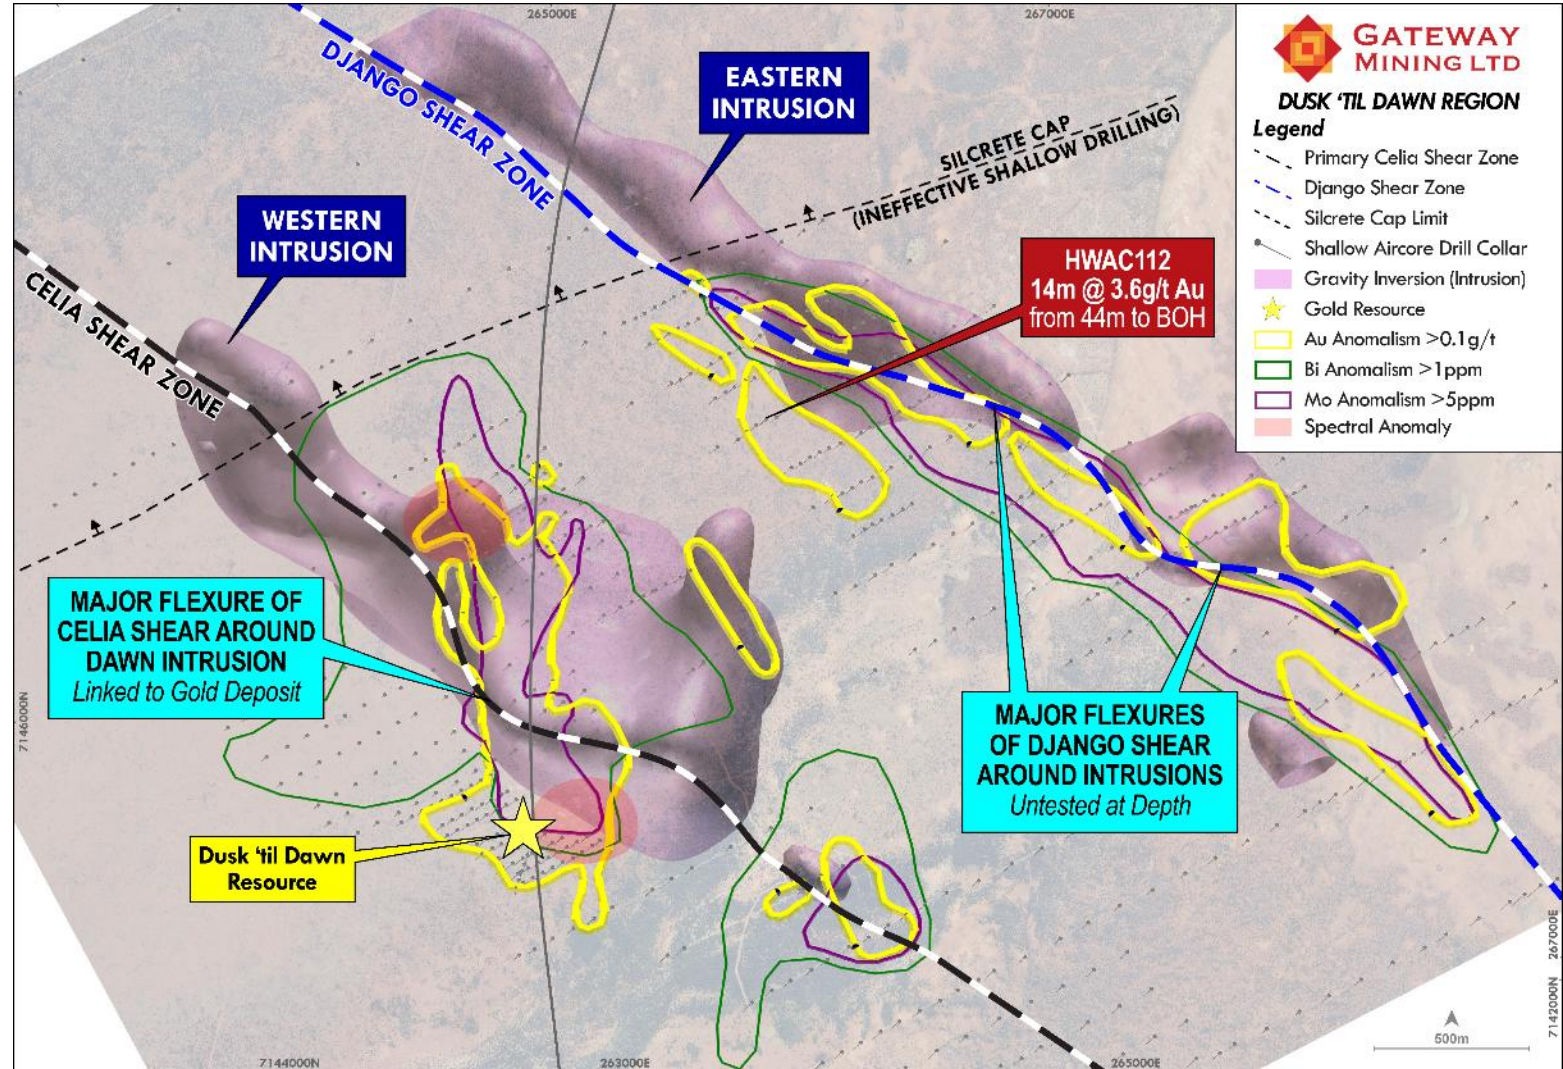 265000E
267000E
GATEWAY
MINING LTD
DUSK ‘TIL DAWN REGION
Legend
Primary Celia Shear Zone
Django Shear Zone
Silcrete Cap Limit
Shallow Aircore Drill Collar
Gravity Inversion (Intrusion)
Gold Resource
Au Anomalism >0.1g/t
Bi Anomalism >1ppm
Mo Anomalism >5ppm
Spectral Anomaly
DJANGO SHEAR ZONE
EASTERN
INTRUSION
SILCRETE CAP
(INEFFECTIVE SHALLOW DRILLING)
WESTERN
INTRUSION
HWAC112
14m @ 3.6g/t Au
from 44m to BOH
CELIA SHEAR ZONE
MAJOR FLEXURE OF
CELIA SHEAR AROUND
DAWN INTRUSION
Linked to Gold Deposit
MAJOR FLEXURES
OF DJANGO SHEAR
AROUND INTRUSIONS
Untested at Depth
7146000N
Dusk ‘til Dawn
Resource
267000E
7142000N
500m
7144000N
263000E
265000E